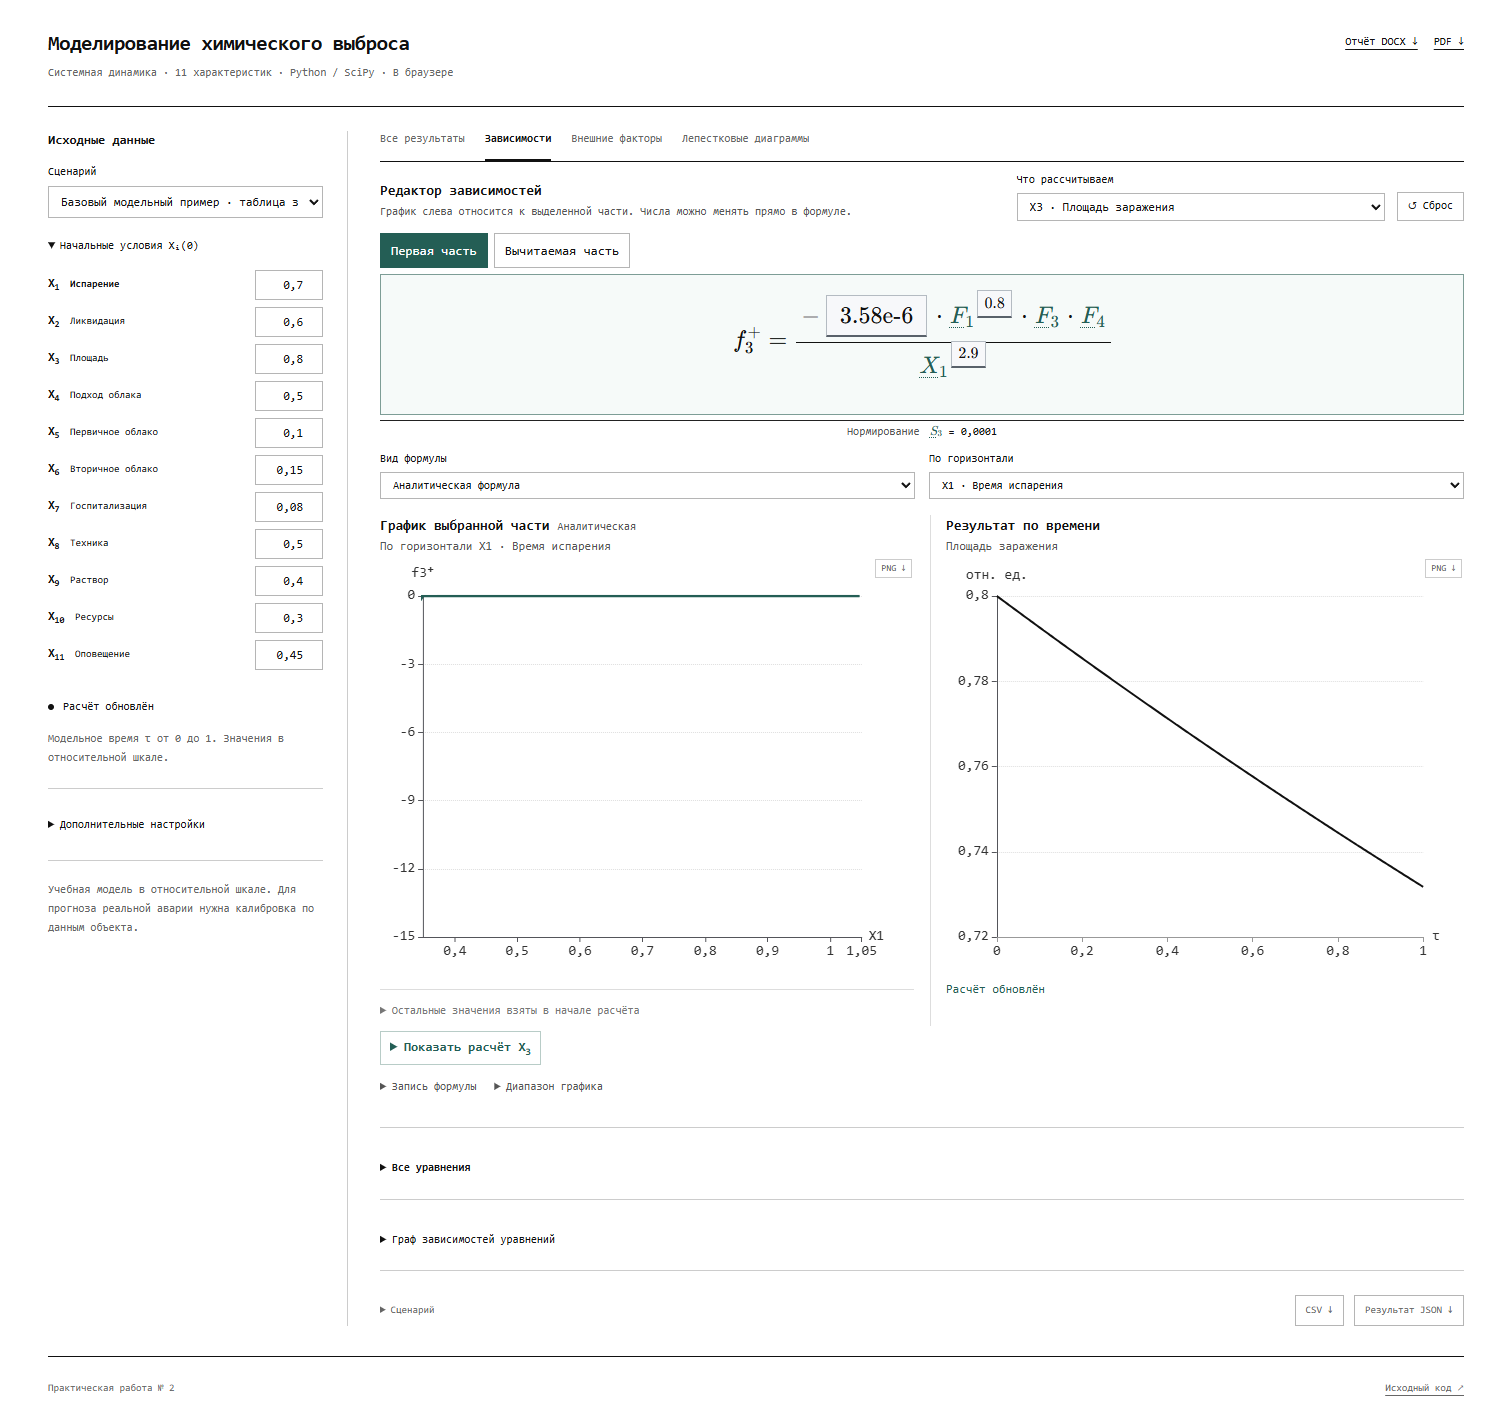 Моделирование химического выброса
Отчёт DOCX ↓ PDF ↓
Системная динамика · 11 характеристик · Python / SciPy · В браузере
Исходные данные
Сценарий
Базовый модельный пример · таблица з
▼ Начальные условия Xᵢ(0)
X₁ Испарение 0,7
X₂ Ликвидация 0,6
X₃ Площадь 0,8
X₄ Подход облака 0,5
X₅ Первичное облако 0,1
X₆ Вторичное облако 0,15
X₇ Госпитализация 0,08
X₈ Техника 0,5
X₉ Раствор 0,4
X₁₀ Ресурсы 0,3
X₁₁ Оповещение 0,45
● Расчёт обновлён
Модельное время τ от 0 до 1. Значения в
относительной шкале.
▶ Дополнительные настройки
Учебная модель в относительной шкале. Для
прогноза реальной аварии нужна калибровка по
данным объекта.
Все результаты Зависимости Внешние факторы Лепестковые диаграммы
Редактор зависимостей
График слева относится к выделенной части. Числа можно менять прямо в формуле.
Что рассчитываем
X3 · Площадь заражения
↺ Сброс
Первая часть Вычитаемая часть
− 3.58e-6 · F₁ 0.8 · F₃ · F₄
f₃⁺ =
X₁ 2.9
Нормирование S₃ = 0,0001
Вид формулы
Аналитическая формула
По горизонтали
X1 · Время испарения
График выбранной части Аналитическая
По горизонтали X1 · Время испарения
PNG ↓
f3⁺
0
-3
-6
-9
-12
-15
X1
0,4 0,5 0,6 0,7 0,8 0,9 1 1,05
Результат по времени
Площадь заражения
PNG ↓
отн. ед.
0,8
0,78
0,76
0,74
0,72
τ
0 0,2 0,4 0,6 0,8 1
Расчёт обновлён
▶ Остальные значения взяты в начале расчёта
▶ Показать расчёт X₃
▶ Запись формулы ▶ Диапазон графика
▶ Все уравнения
▶ Граф зависимостей уравнений
▶ Сценарий
CSV ↓ Результат JSON ↓
Практическая работа № 2
Исходный код ↗